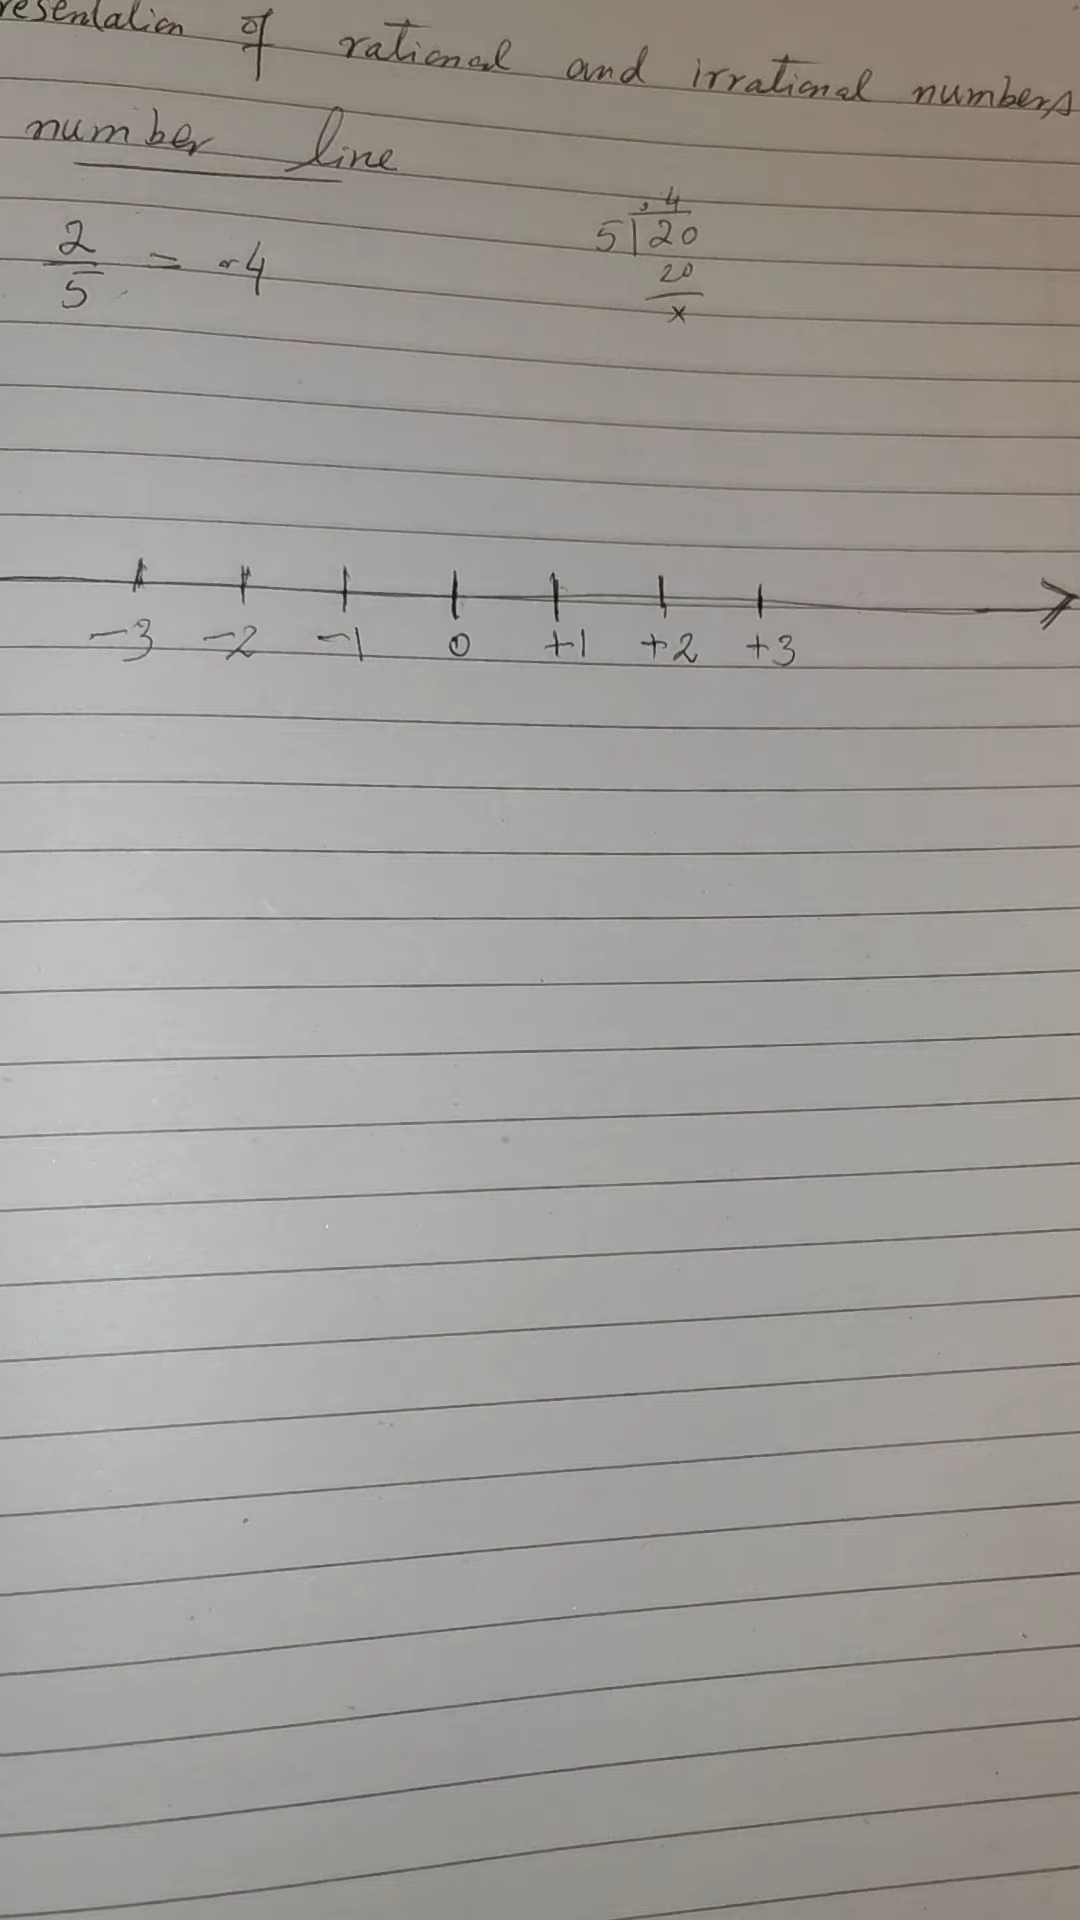 resentation of rational and irrational numbers
number line
2/5 = .4
.4
5 20
20
x
-3 -2 -1 0 +1 +2 +3